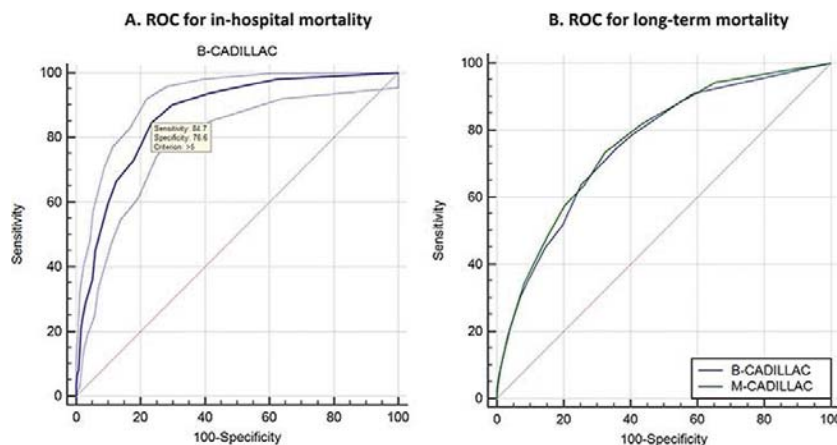 A. ROC for in-hospital mortality
B-CADILLAC
100
80
60
40
20
0
Sensitivity
Sensitivity: 84.7
Specificity: 76.6
Criterion: >5
0 20 40 60 80 100
100-Specificity
B. ROC for long-term mortality
100
80
60
40
20
0
Sensitivity
B-CADILLAC
M-CADILLAC
0 20 40 60 80 100
100-Specificity